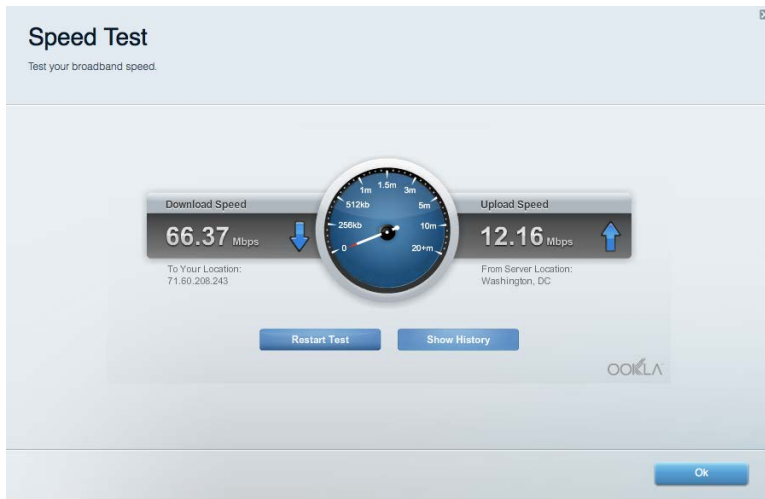 Speed Test
Test your broadband speed.
Download Speed
66.37 Mbps
To Your Location:
71.60.208.243
0
256kb
512kb
1m
1.5m
3m
5m
10m
20+m
Upload Speed
12.16 Mbps
From Server Location:
Washington, DC
Restart Test
Show History
OOKLA
Ok